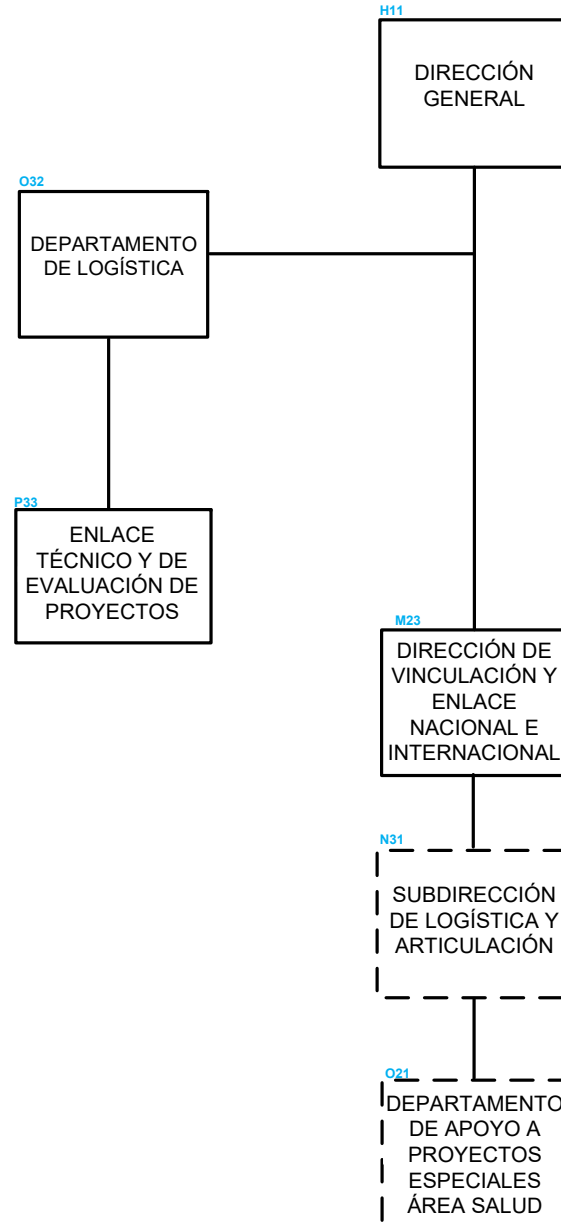 H11
DIRECCIÓN
GENERAL
O32
DEPARTAMENTO
DE LOGÍSTICA
P33
ENLACE
TÉCNICO Y DE
EVALUACIÓN DE
PROYECTOS
M23
DIRECCIÓN DE
VINCULACIÓN Y
ENLACE
NACIONAL E
INTERNACIONAL
N31
SUBDIRECCIÓN
DE LOGÍSTICA Y
ARTICULACIÓN
O21
DEPARTAMENTO
DE APOYO A
PROYECTOS
ESPECIALES
ÁREA SALUD